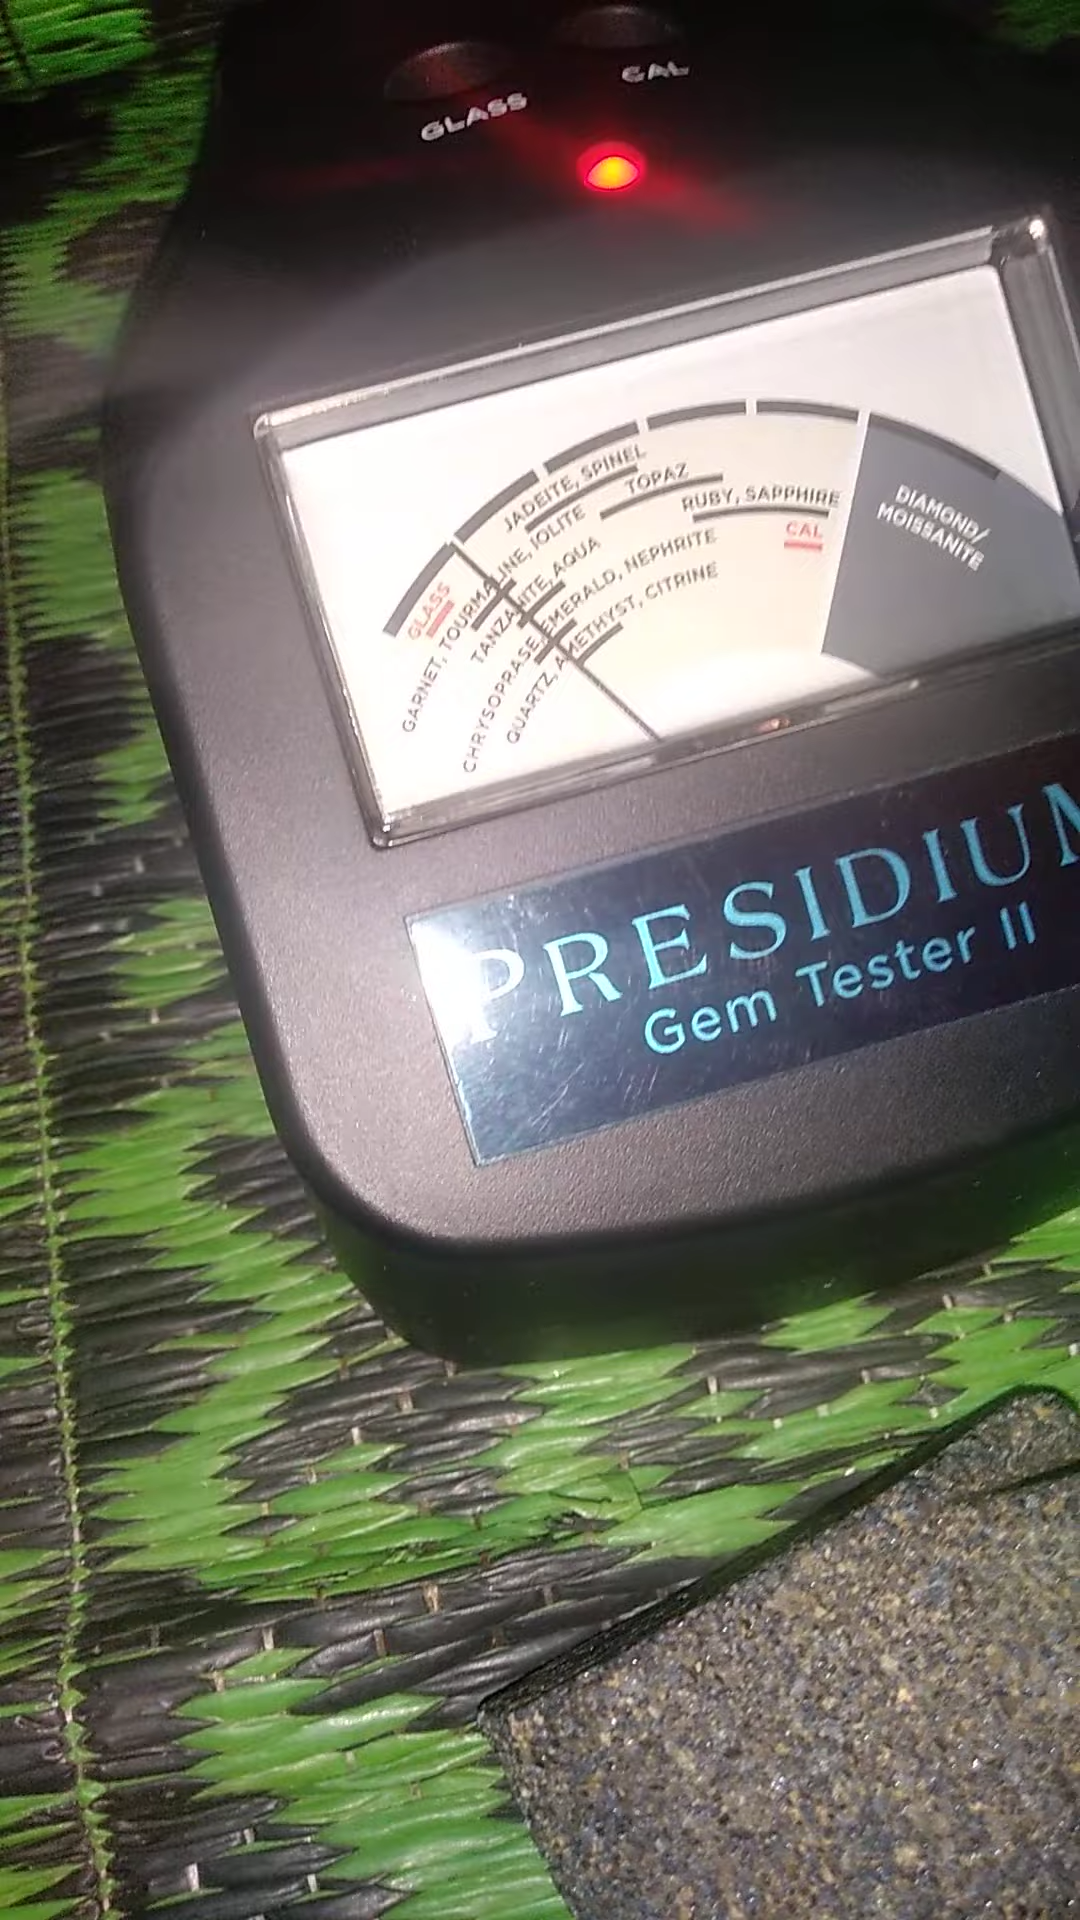 CAL
GLASS
JADEITE, SPINEL
TOPAZ
RUBY, SAPPHIRE
CAL
DIAMOND/
MOISSANITE
GLASS
GARNET, TOURMALINE, IOLITE
TANZANITE, AQUA
CHRYSOPRASE, EMERALD, NEPHRITE
QUARTZ, AMETHYST, CITRINE
PRESIDIUM
Gem Tester II